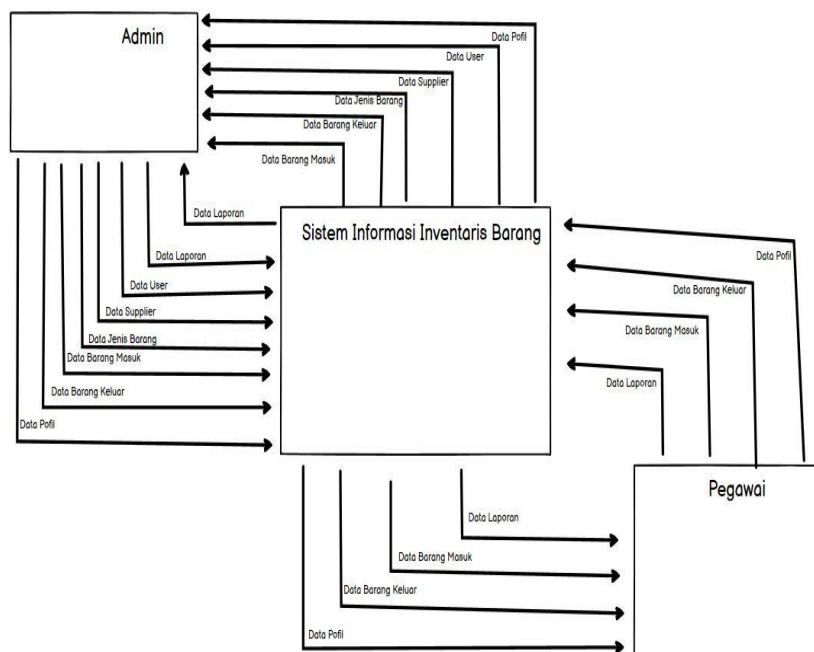 Admin
Data Pofil
Data User
Data Supplier
Data Jenis Barang
Data Barang Keluar
Data Barang Masuk
Data Laporan
Sistem Informasi Inventaris Barang
Data Laporan
Data User
Data Supplier
Data Jenis Barang
Data Barang Masuk
Data Barang Keluar
Data Pofil
Data Pofil
Data Barang Keluar
Data Barang Masuk
Data Laporan
Pegawai
Data Laporan
Data Barang Masuk
Data Barang Keluar
Data Pofil